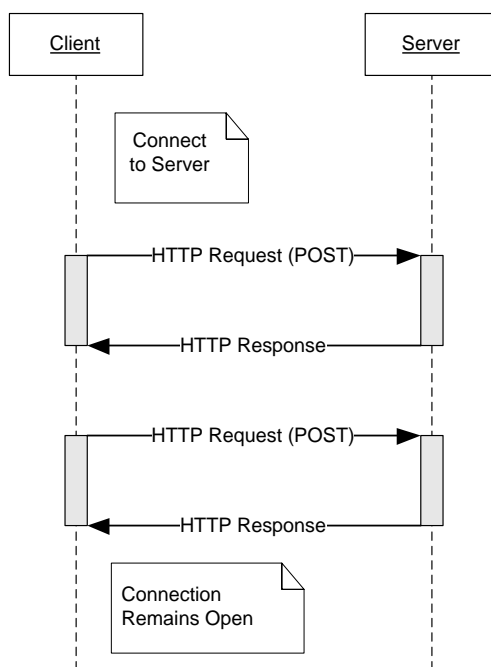 Client
Server
Connect
to Server
HTTP Request (POST)
HTTP Response
HTTP Request (POST)
HTTP Response
Connection
Remains Open